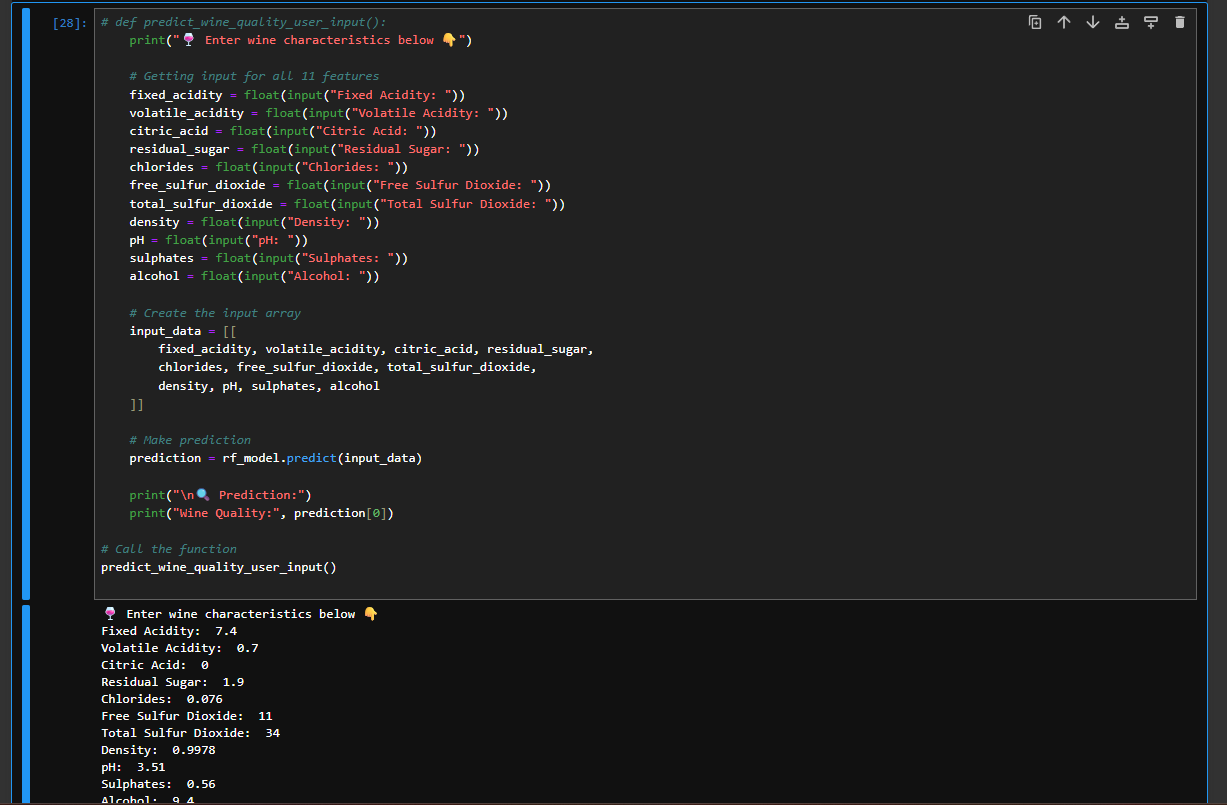 [28]:
# def predict_wine_quality_user_input():
    print("🍷 Enter wine characteristics below 👇")

    # Getting input for all 11 features
    fixed_acidity = float(input("Fixed Acidity: "))
    volatile_acidity = float(input("Volatile Acidity: "))
    citric_acid = float(input("Citric Acid: "))
    residual_sugar = float(input("Residual Sugar: "))
    chlorides = float(input("Chlorides: "))
    free_sulfur_dioxide = float(input("Free Sulfur Dioxide: "))
    total_sulfur_dioxide = float(input("Total Sulfur Dioxide: "))
    density = float(input("Density: "))
    pH = float(input("pH: "))
    sulphates = float(input("Sulphates: "))
    alcohol = float(input("Alcohol: "))

    # Create the input array
    input_data = [[
        fixed_acidity, volatile_acidity, citric_acid, residual_sugar,
        chlorides, free_sulfur_dioxide, total_sulfur_dioxide,
        density, pH, sulphates, alcohol
    ]]

    # Make prediction
    prediction = rf_model.predict(input_data)

    print("\n🔍 Prediction:")
    print("Wine Quality:", prediction[0])

# Call the function
predict_wine_quality_user_input()
🍷 Enter wine characteristics below 👇
Fixed Acidity:  7.4
Volatile Acidity:  0.7
Citric Acid:  0
Residual Sugar:  1.9
Chlorides:  0.076
Free Sulfur Dioxide:  11
Total Sulfur Dioxide:  34
Density:  0.9978
pH:  3.51
Sulphates:  0.56
Alcohol:  9.4